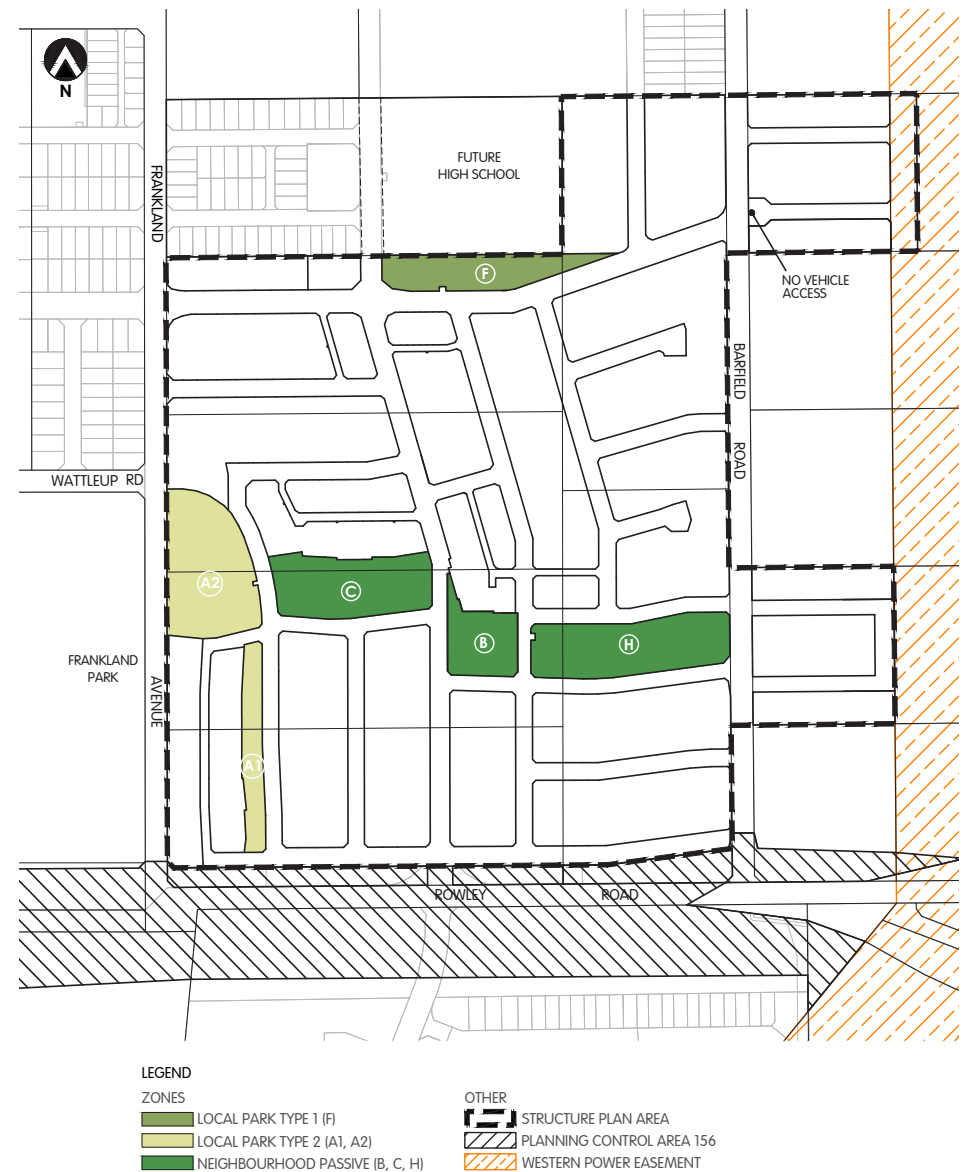 N
FRANKLAND
FUTURE
HIGH SCHOOL
NO VEHICLE
ACCESS
F
BARFIELD
ROAD
WATTLEUP RD
A2
C
B
H
FRANKLAND
PARK
AVENUE
A1
ROWLEY ROAD
LEGEND
ZONES
LOCAL PARK TYPE 1 (F)
LOCAL PARK TYPE 2 (A1, A2)
NEIGHBOURHOOD PASSIVE (B, C, H)
OTHER
STRUCTURE PLAN AREA
PLANNING CONTROL AREA 156
WESTERN POWER EASEMENT